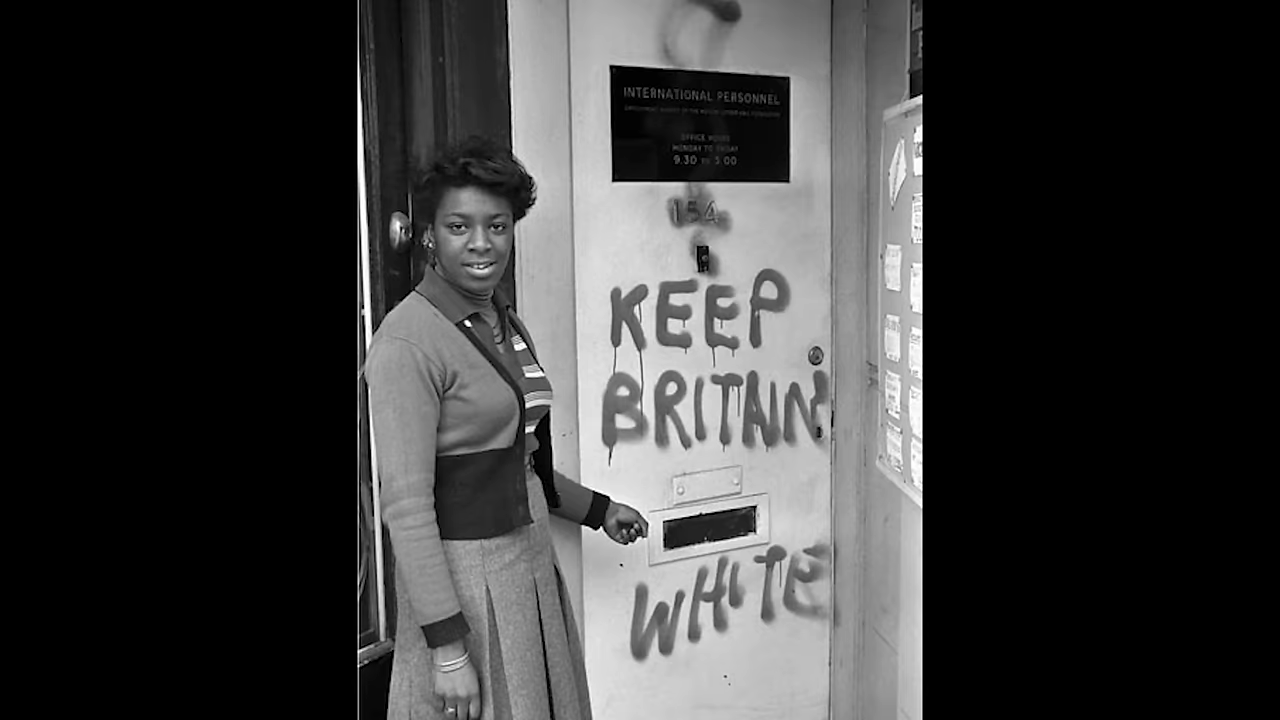 INTERNATIONAL PERSONNEL
OFFICE HOURS
MONDAY TO FRIDAY
9.30 TO 5.00
154
KEEP
BRITAIN
WHITE